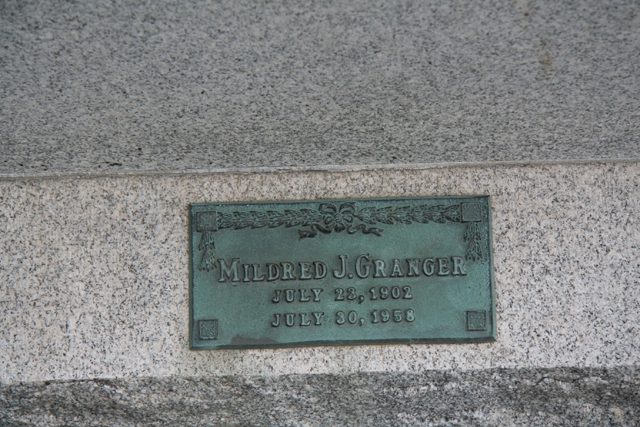 MILDRED J. GRANGER
JULY 23, 1902
JULY 30, 1958